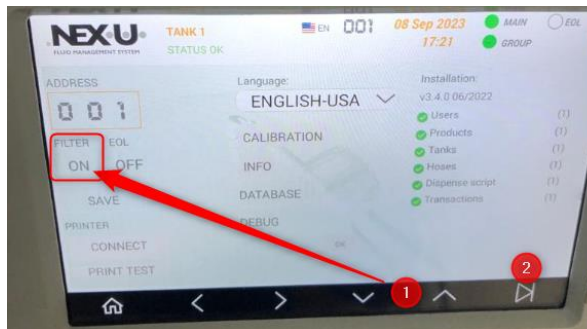 NEX·U·
FLUID MANAGEMENT SYSTEM
TANK 1
STATUS OK
EN
001
08 Sep 2023
17:21
MAIN
GROUP
EOL
ADDRESS
001
FILTER EOL
ON OFF
SAVE
PRINTER
CONNECT
PRINT TEST
Language:
ENGLISH-USA
CALIBRATION
INFO
DATABASE
DEBUG
OK
Installation:
v3.4.0 06/2022
Users (1)
Products (1)
Tanks (1)
Hoses (1)
Dispense script (1)
Transactions (1)
1
2